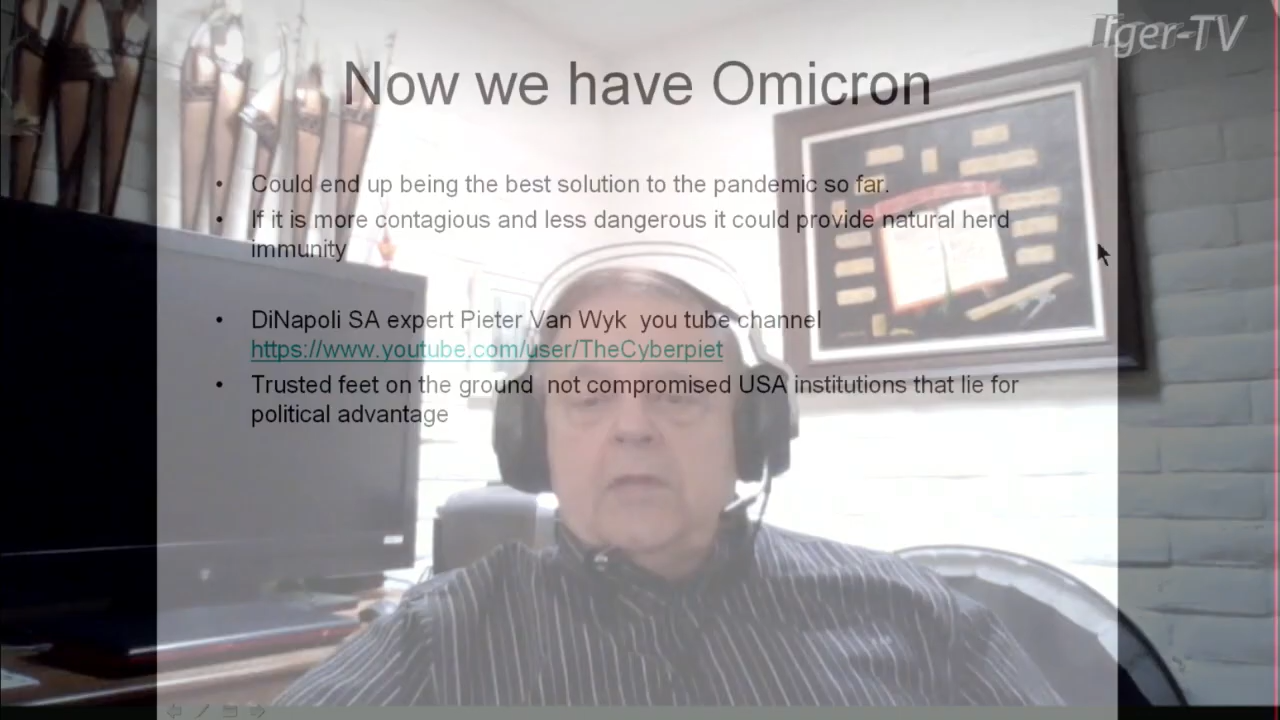 Tiger-TV
Now we have Omicron
• Could end up being the best solution to the pandemic so far.
• If it is more contagious and less dangerous it could provide natural herd
immunity
• DiNapoli SA expert Pieter Van Wyk you tube channel
https://www.youtube.com/user/TheCyberpiet
• Trusted feet on the ground not compromised USA institutions that lie for
political advantage